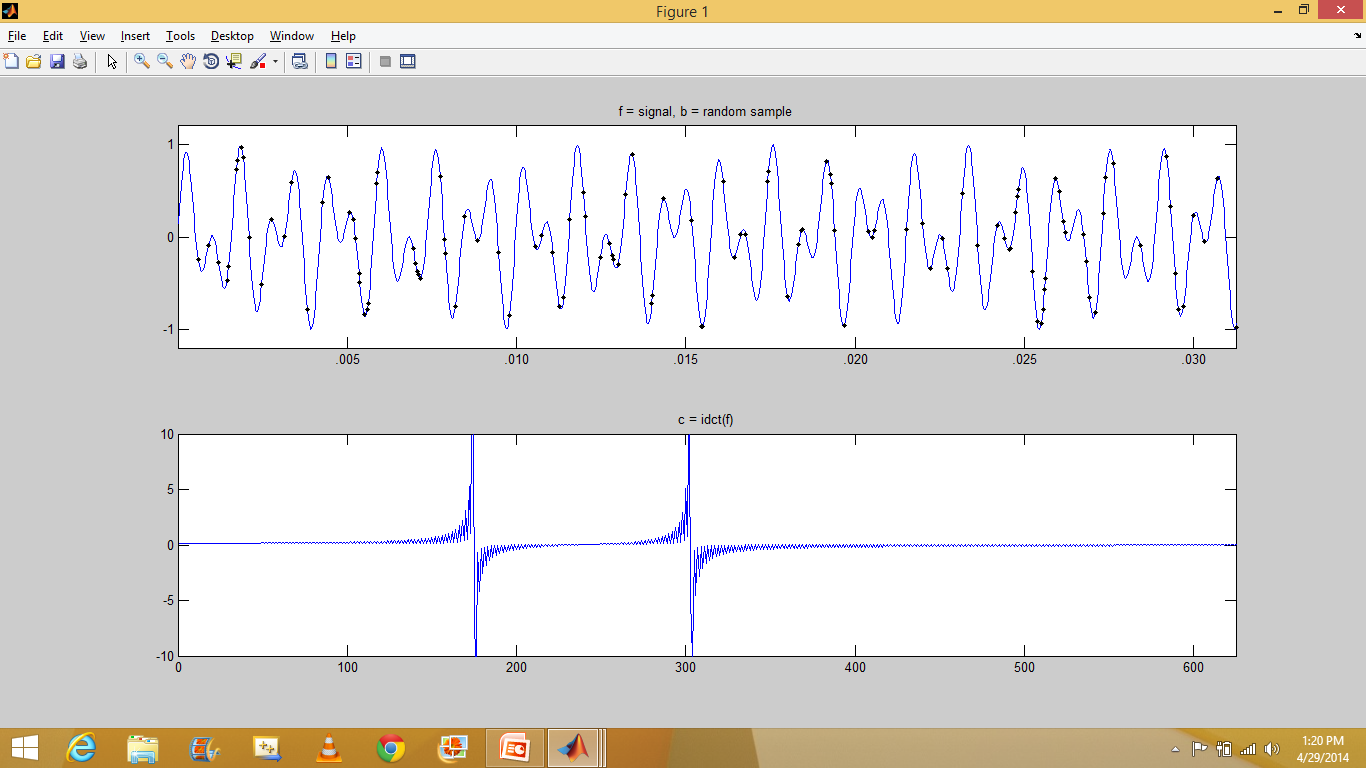 Figure 1
File Edit View Insert Tools Desktop Window Help
f = signal, b = random sample
1
0
-1
.005 .010 .015 .020 .025 .030
c = idct(f)
10
5
0
-5
-10
0 100 200 300 400 500 600
1:20 PM
4/29/2014